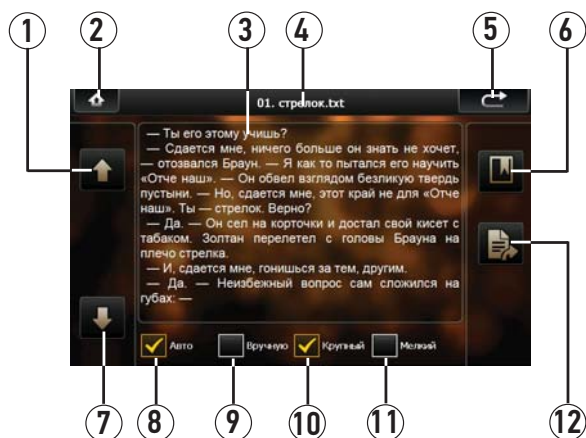 1 2 3 4 5 6
01. стрелок.txt
— Ты его этому учишь?
— Сдается мне, ничего больше он знать не хочет,
— отозвался Браун. — Я как то пытался его научить
«Отче наш». — Он обвел взглядом безликую твердь
пустыни. — Но, сдается мне, этот край не для «Отче
наш». Ты — стрелок. Верно?
— Да. — Он сел на корточки и достал свой кисет с
табаком. Золтан перелетел с головы Брауна на
плечо стрелка.
— И, сдается мне, гонишься за тем, другим.
— Да. — Неизбежный вопрос сам сложился на
губах: —
Авто Вручную Крупный Мелкий
7 8 9 10 11 12